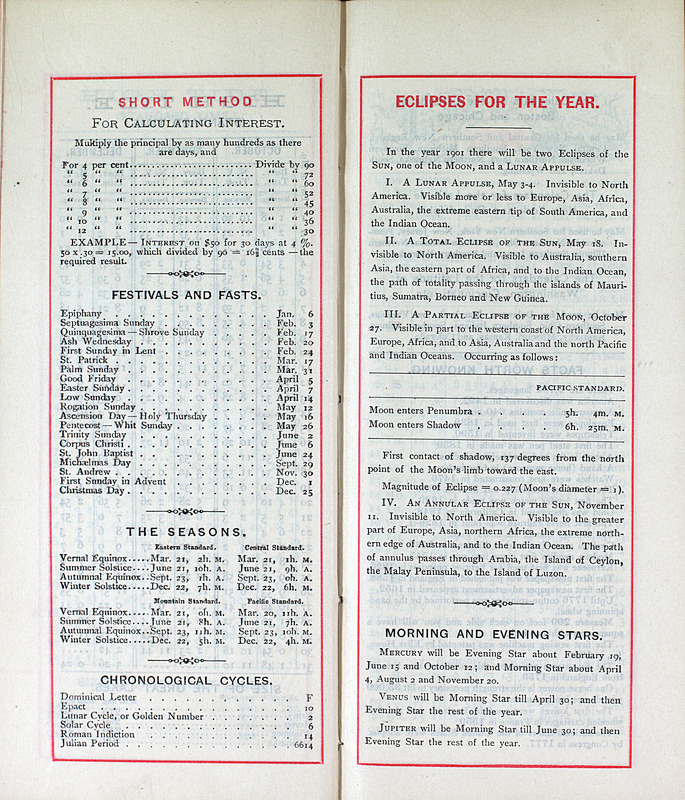 SHORT METHOD
FOR CALCULATING INTEREST.
Multiply the principal by as many hundreds as there
are days, and
For 4 per cent........................................Divide by 90
" 5 " " ........................................ " " 72
" 6 " " ........................................ " " 60
" 7 " " ........................................ " " 52
" 8 " " ........................................ " " 45
" 9 " " ........................................ " " 40
" 10 " " ........................................ " " 36
" 12 " " ........................................ " " 30
EXAMPLE—INTEREST on $50 for 30 days at 4 %.
50 x .30 = 15.00, which divided by 90 = 16⅔ cents—the
required result.
FESTIVALS AND FASTS.
Epiphany . . . . . . . . . Jan. 6
Septuagesima Sunday . . . . . . . Feb. 3
Quinquagesima—Shrove Sunday . . . . . Feb. 17
Ash Wednesday . . . . . . . . Feb. 20
First Sunday in Lent . . . . . . . Feb. 24
St. Patrick . . . . . . . . . Mar. 17
Palm Sunday . . . . . . . . Mar. 31
Good Friday . . . . . . . . April 5
Easter Sunday . . . . . . . . April 7
Low Sunday . . . . . . . . April 14
Rogation Sunday . . . . . . . May 12
Ascension Day—Holy Thursday . . . . . May 16
Pentecost—Whit Sunday . . . . . . May 26
Trinity Sunday . . . . . . . . June 2
Corpus Christi . . . . . . . . June 6
St. John Baptist . . . . . . . . June 24
Michaelmas Day . . . . . . . . Sept. 29
St. Andrew . . . . . . . . . Nov. 30
First Sunday in Advent . . . . . . Dec. 1
Christmas Day . . . . . . . . Dec. 25
THE SEASONS.
Eastern Standard. Central Standard.
Vernal Equinox.....Mar. 21, 2h. M. Mar. 21, 1h. M.
Summer Solstice....June 21, 10h. A. June 21, 9h. A.
Autumnal Equinox..Sept. 23, 1h. A. Sept. 23, 0h. A.
Winter Solstice.....Dec. 22, 7h. M. Dec. 22, 6h. M.
Mountain Standard. Pacific Standard.
Vernal Equinox.....Mar. 21, 0h. M. Mar. 20, 11h. A.
Summer Solstice....June 21, 8h. A. June 21, 7h. A.
Autumnal Equinox..Sept. 23, 11h. M. Sept. 23, 10h. M.
Winter Solstice.....Dec. 22, 5h. M. Dec. 22, 4h. M.
CHRONOLOGICAL CYCLES.
Dominical Letter . . . . . . . . F
Epact . . . . . . . . . . 10
Lunar Cycle, or Golden Number . . . . . 2
Solar Cycle . . . . . . . . . 6
Roman Indiction . . . . . . . . 14
Julian Period . . . . . . . . 6614
ECLIPSES FOR THE YEAR.
In the year 1901 there will be two Eclipses of the
SUN, one of the MOON, and a LUNAR APPULSE.
I. A LUNAR APPULSE, May 3-4. Invisible to North
America. Visible more or less to Europe, Asia, Africa,
Australia, the extreme eastern tip of South America, and
the Indian Ocean.
II. A TOTAL ECLIPSE OF THE SUN, May 18. In-
visible to North America. Visible to Australia, southern
Asia, the eastern part of Africa, and to the Indian Ocean,
the path of totality passing through the islands of Mauri-
tius, Sumatra, Borneo and New Guinea.
III. A PARTIAL ECLIPSE OF THE MOON, October
27. Visible in part to the western coast of North America,
Europe, Africa, and to Asia, Australia and the north Pacific
and Indian Oceans. Occurring as follows:
PACIFIC STANDARD.
Moon enters Penumbra . . . . 5h. 4m. M.
Moon enters Shadow . . . . 6h. 25m. M.
First contact of shadow, 137 degrees from the north
point of the Moon's limb toward the east.
Magnitude of Eclipse = 0.227 (Moon's diameter = 1).
IV. AN ANNULAR ECLIPSE OF THE SUN, November
11. Invisible to North America. Visible to the greater
part of Europe, Asia, northern Africa, the extreme north-
ern edge of Australia, and to the Indian Ocean. The path
of annulus passes through Arabia, the Island of Ceylon,
the Malay Peninsula, to the Island of Luzon.
MORNING AND EVENING STARS.
MERCURY will be Evening Star about February 19,
June 15 and October 12; and Morning Star about April
4, August 2 and November 20.
VENUS will be Morning Star till April 30; and then
Evening Star the rest of the year.
JUPITER will be Morning Star till June 30; and then
Evening Star the rest of the year.